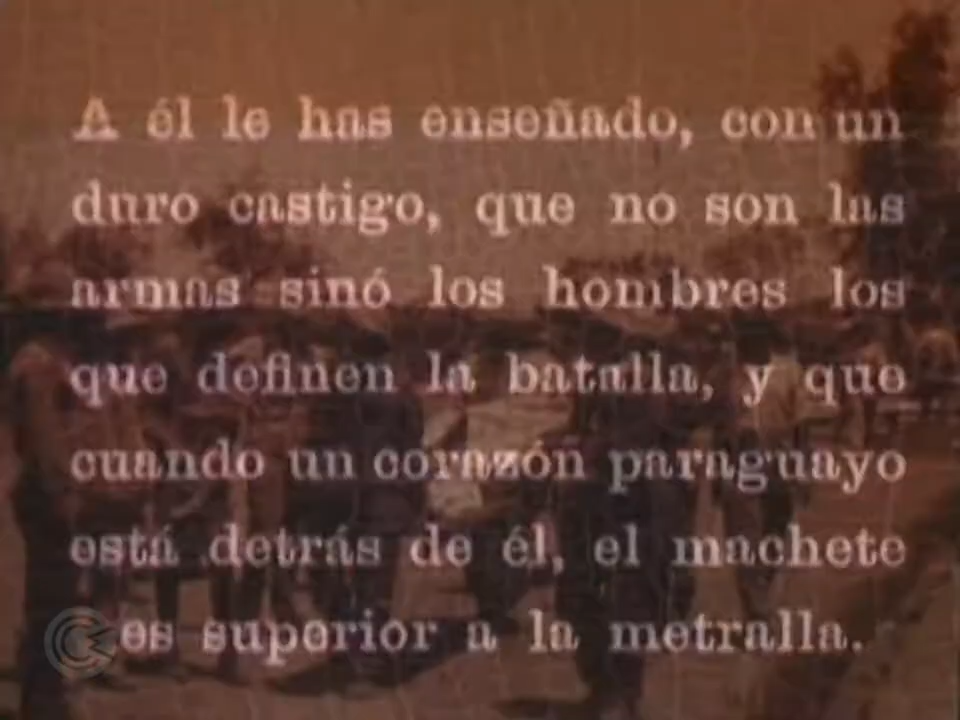 A él le has enseñado, con un
duro castigo, que no son las
armas sinó los hombres los
que definen la batalla, y que
cuando un corazón paraguayo
está detrás de él, el machete
es superior a la metralla.